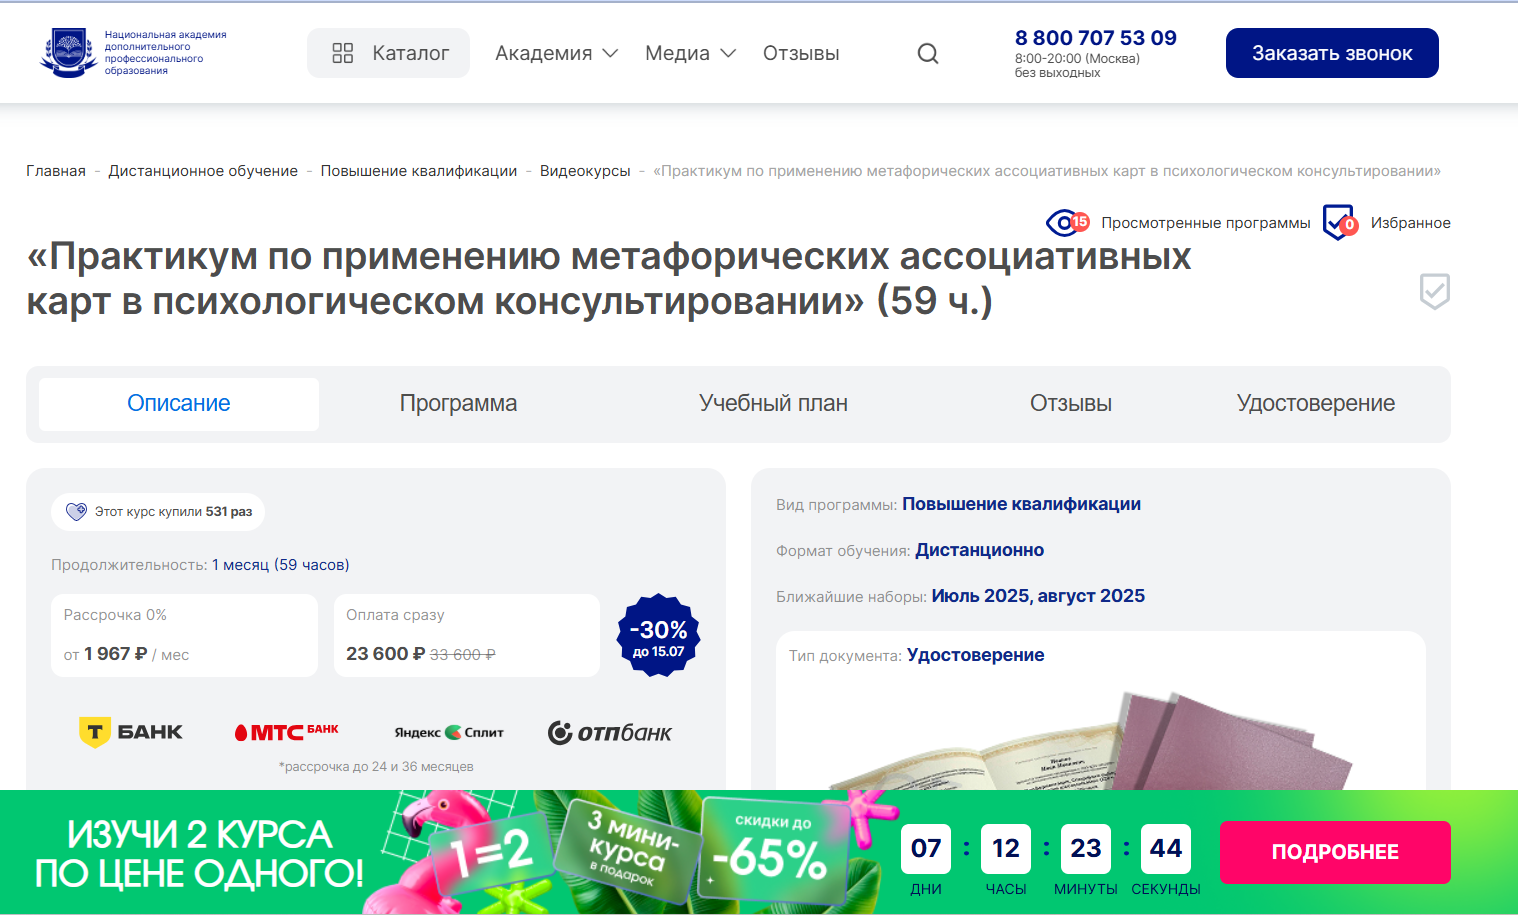 Национальная академия
дополнительного
профессионального
образования
Каталог
Академия
Медиа
Отзывы
8 800 707 53 09
8:00-20:00 (Москва)
без выходных
Заказать звонок
Главная - Дистанционное обучение - Повышение квалификации - Видеокурсы - «Практикум по применению метафорических ассоциативных карт в психологическом консультировании»
15 Просмотренные программы
0 Избранное
«Практикум по применению метафорических ассоциативных
карт в психологическом консультировании» (59 ч.)
Описание
Программа
Учебный план
Отзывы
Удостоверение
Этот курс купили 531 раз
Продолжительность: 1 месяц (59 часов)
Рассрочка 0%
от 1 967 ₽ / мес
Оплата сразу
23 600 ₽ 33 600 ₽
-30%
до 15.07
Т БАНК
МТС БАНК
Яндекс Сплит
ОТПбанк
*рассрочка до 24 и 36 месяцев
Вид программы: Повышение квалификации
Формат обучения: Дистанционно
Ближайшие наборы: Июль 2025, август 2025
Тип документа: Удостоверение
ИЗУЧИ 2 КУРСА
ПО ЦЕНЕ ОДНОГО!
1=2
3 МИНИ-
курса
в подарок
СКИДКИ ДО
-65%
07 : 12 : 23 : 44
ДНИ ЧАСЫ МИНУТЫ СЕКУНДЫ
ПОДРОБНЕЕ